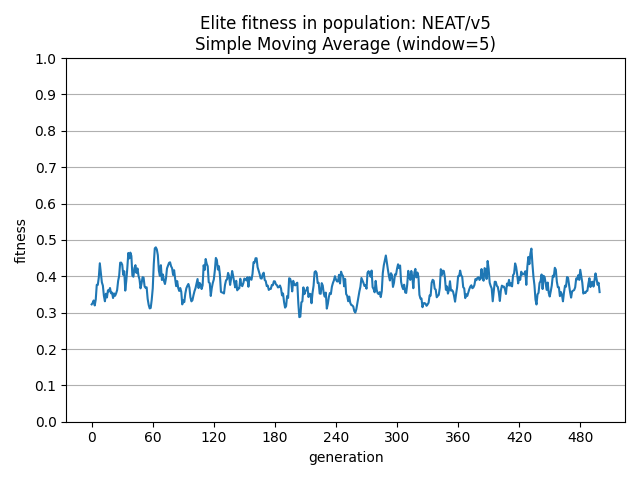 Elite fitness in population: NEAT/v5
Simple Moving Average (window=5)
1.0
0.9
0.8
0.7
0.6
0.5
0.4
0.3
0.2
0.1
0.0
fitness
0 60 120 180 240 300 360 420 480
generation